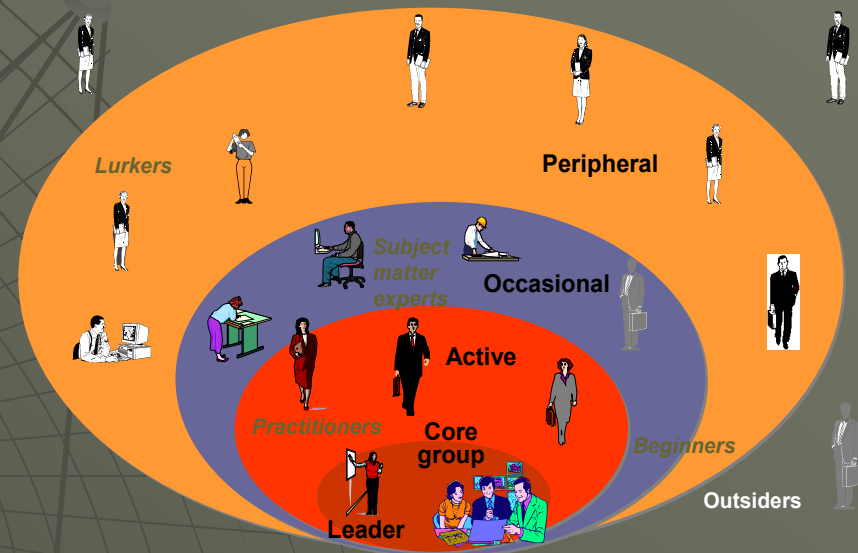 Lurkers
Peripheral
Subject
matter
experts
Occasional
Active
Practitioners
Core
group
Beginners
Outsiders
Leader